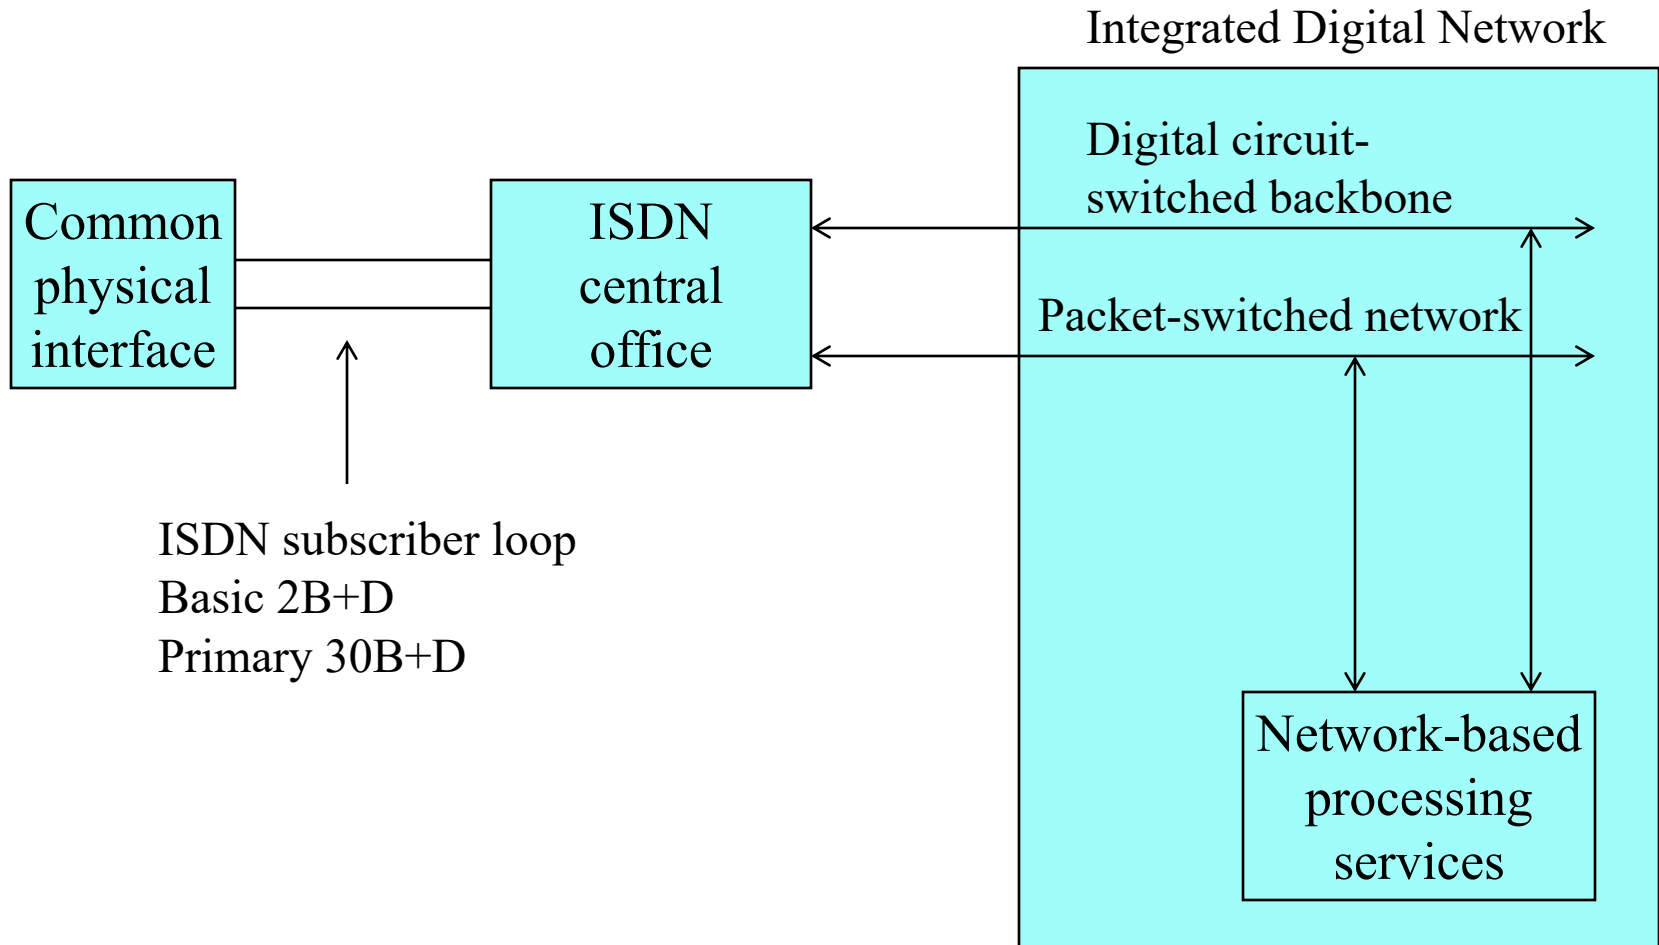 Integrated Digital Network
Digital circuit-
switched backbone
Common
physical
interface
ISDN
central
office
Packet-switched network
ISDN subscriber loop
Basic 2B+D
Primary 30B+D
Network-based
processing
services